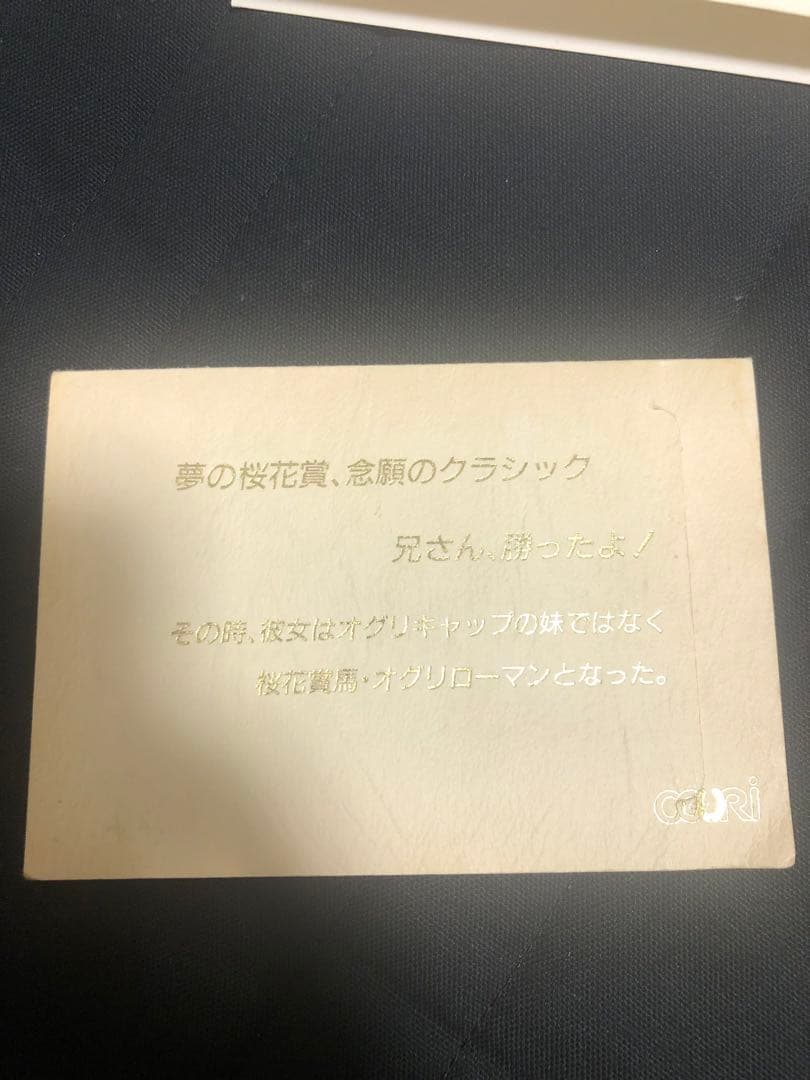 夢の桜花賞、念願のクラシック
兄さん、勝ったよ!
その時、彼女はオグリキャップの妹ではなく
桜花賞馬・オグリローマンとなった。
OGURi